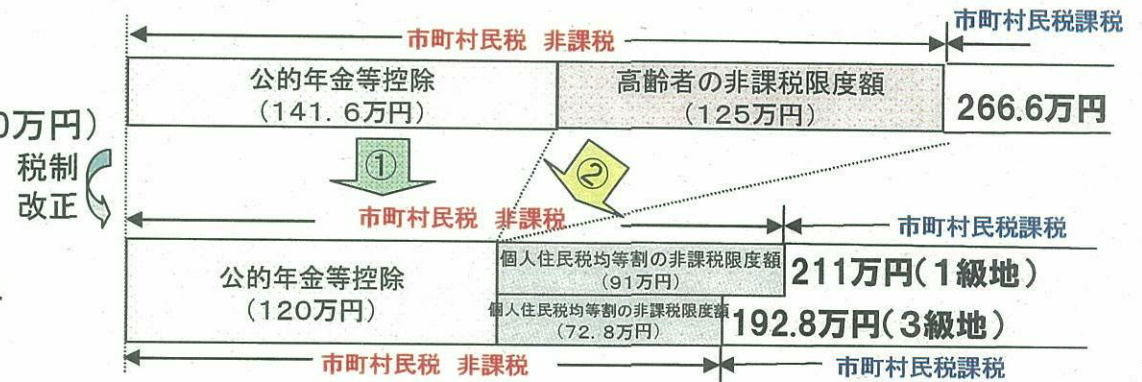 市町村民税課税
市町村民税 非課税
公的年金等控除
(141.6万円)
高齢者の非課税限度額
(125万円)
266.6万円
0万円)
税制
改正
①
②
市町村民税 非課税
市町村民税課税
公的年金等控除
(120万円)
個人住民税均等割の非課税限度額
(91万円)
211万円(1級地)
個人住民税均等割の非課税限度額
(72.8万円)
192.8万円(3級地)
市町村民税 非課税
市町村民税課税